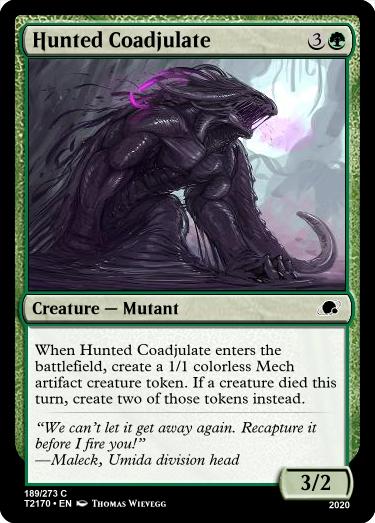 Hunted Coadjulate 3
Creature — Mutant
When Hunted Coadjulate enters the
battlefield, create a 1/1 colorless Mech
artifact creature token. If a creature died this
turn, create two of those tokens instead.
“We can’t let it get away again. Recapture it
before I fire you!”
—Maleck, Umida division head
3/2
189/273 C
T2170 • EN Thomas Wievegg
2020